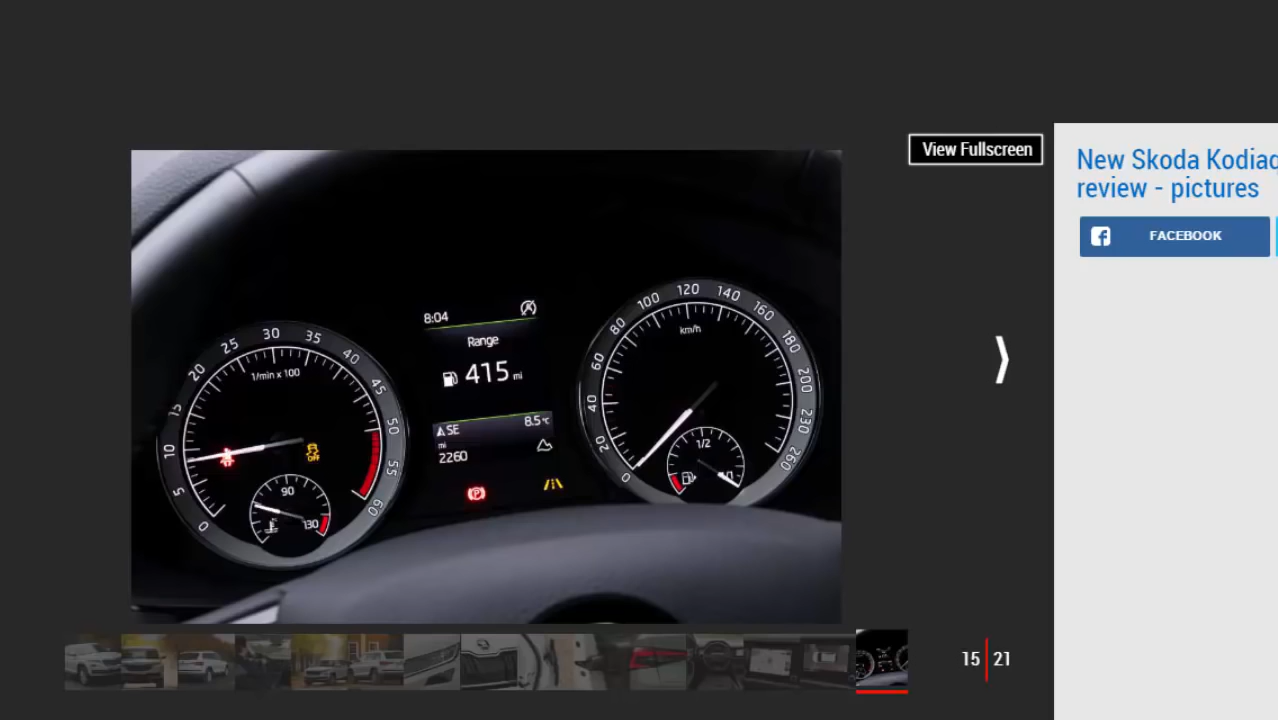 View Fullscreen
New Skoda Kodiaq
review - pictures
FACEBOOK
8:04
Range
415 mi
SE
8.5°C
mi
2260
1/min x 100
0 5 10 15 20 25 30 35 40 45 50 55 60
OFF
90
130
km/h
0 20 40 60 80 100 120 140 160 180 200 230 260
1/2
P
15 21